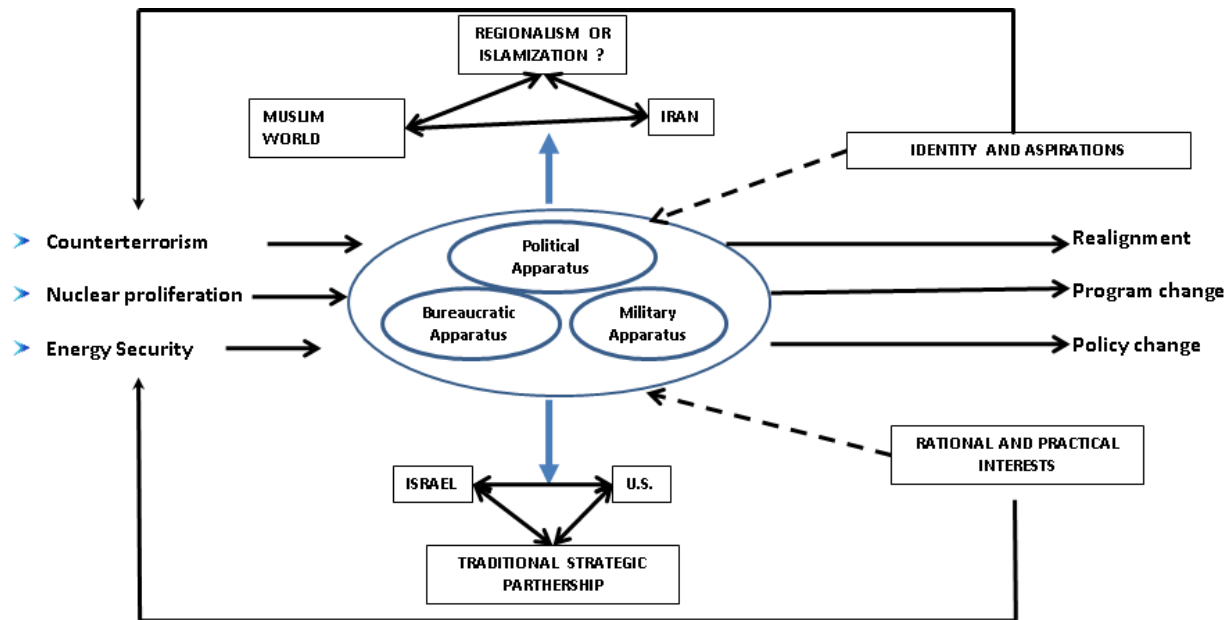 REGIONALISM OR
ISLAMIZATION ?
MUSLIM
WORLD
IRAN
IDENTITY AND ASPIRATIONS
Counterterrorism
Nuclear proliferation
Energy Security
Political
Apparatus
Bureaucratic
Apparatus
Military
Apparatus
Realignment
Program change
Policy change
RATIONAL AND PRACTICAL
INTERESTS
ISRAEL
U.S.
TRADITIONAL STRATEGIC
PARTHERSHIP